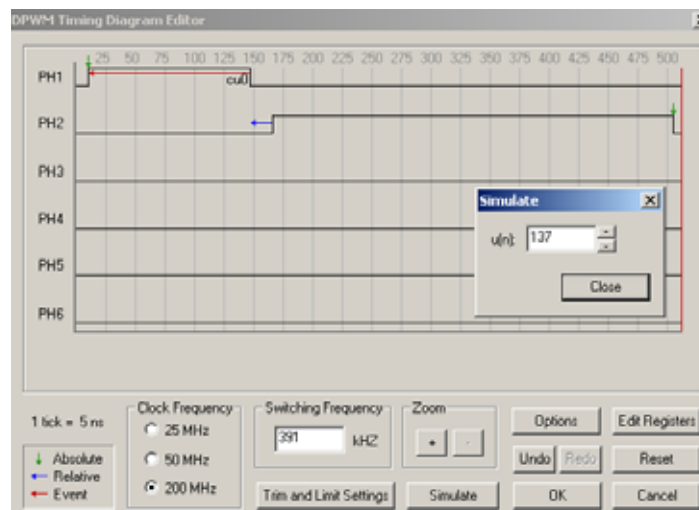 DPWM Timing Diagram Editor
25 50 75 100 125 150 175 200 225 250 275 300 325 350 375 400 425 450 475 500
PH1
cu0
PH2
PH3
PH4
PH5
PH6
Simulate
u(n): 137
Close
1 tick = 5 ns
Absolute
Relative
Event
Clock Frequency
25 MHz
50 MHz
200 MHz
Switching Frequency
391 kHZ
Zoom
+ -
Trim and Limit Settings
Simulate
Options
Edit Registers
Undo
Redo
Reset
OK
Cancel